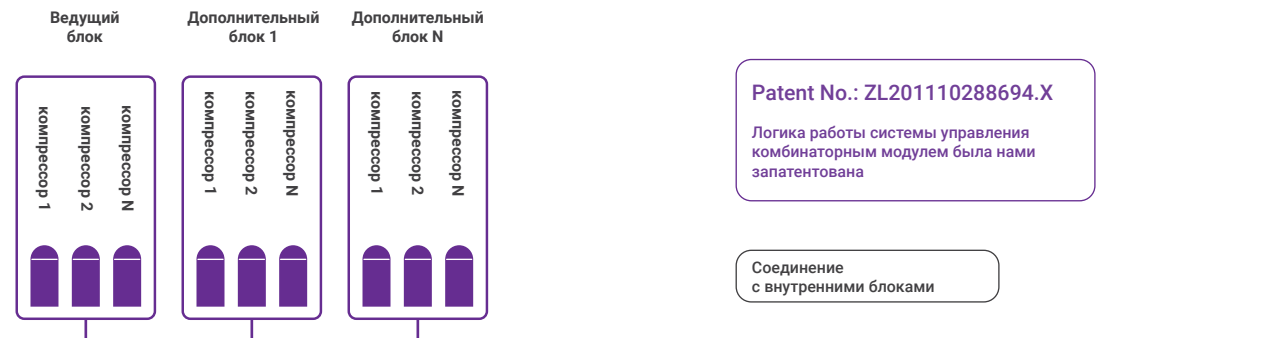 Ведущий
блок
Дополнительный
блок 1
Дополнительный
блок N
компрессор 1
компрессор 2
компрессор N
компрессор 1
компрессор 2
компрессор N
компрессор 1
компрессор 2
компрессор N
Patent No.: ZL201110288694.X
Логика работы системы управления
комбинаторным модулем была нами
запатентована
Соединение
с внутренними блоками